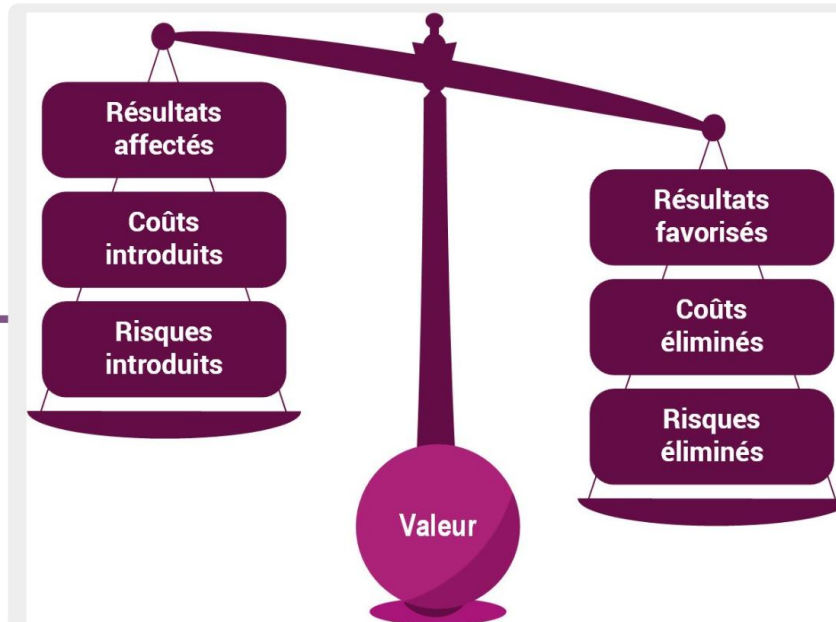 Résultats
affectés
Coûts
introduits
Risques
introduits
Résultats
favorisés
Coûts
éliminés
Risques
éliminés
Valeur